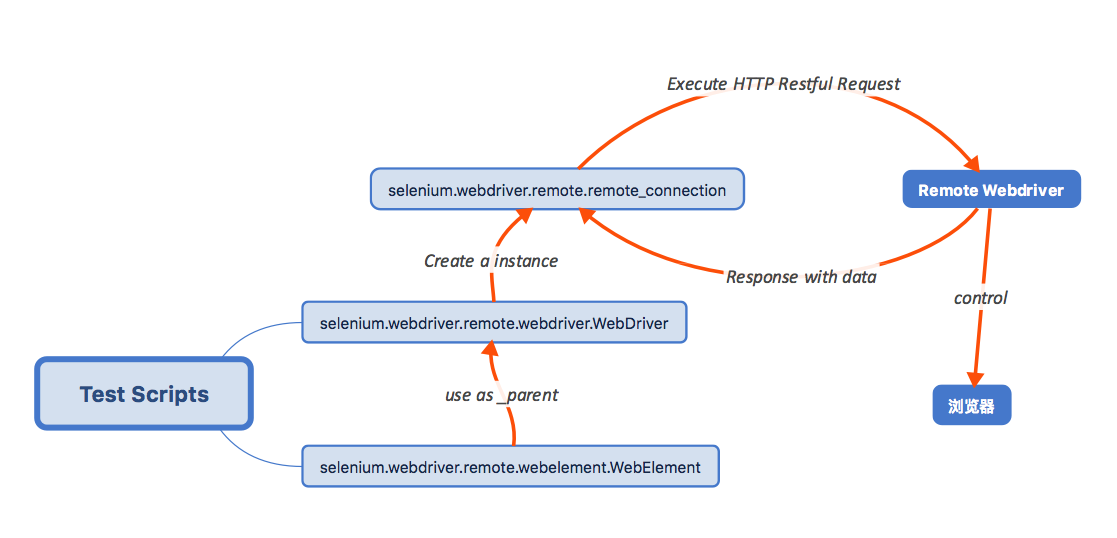 Execute HTTP Restful Request
selenium.webdriver.remote.remote_connection
Remote Webdriver
Create a instance
Response with data
control
selenium.webdriver.remote.webdriver.WebDriver
Test Scripts
use as _parent
浏览器
selenium.webdriver.remote.webelement.WebElement